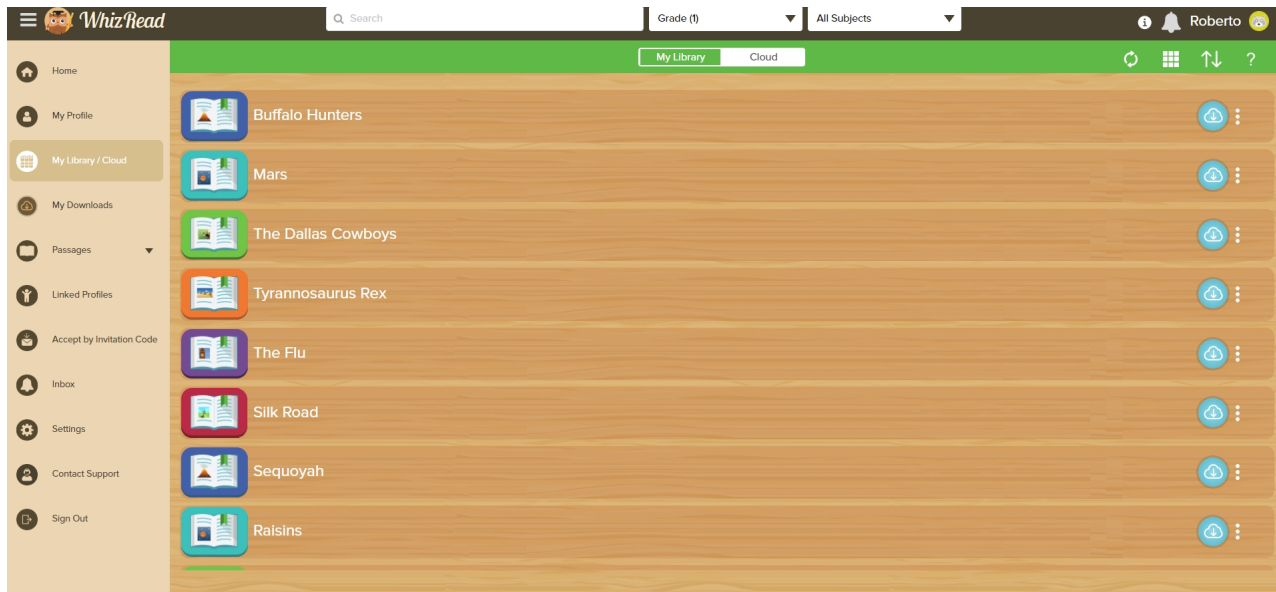 WhizRead
Search
Grade (1)
All Subjects
Roberto
My Library
Cloud
?
Home
My Profile
My Library / Cloud
My Downloads
Passages
Linked Profiles
Accept by Invitation Code
Inbox
Settings
Contact Support
Sign Out
Buffalo Hunters
Mars
The Dallas Cowboys
Tyrannosaurus Rex
The Flu
Silk Road
Sequoyah
Raisins